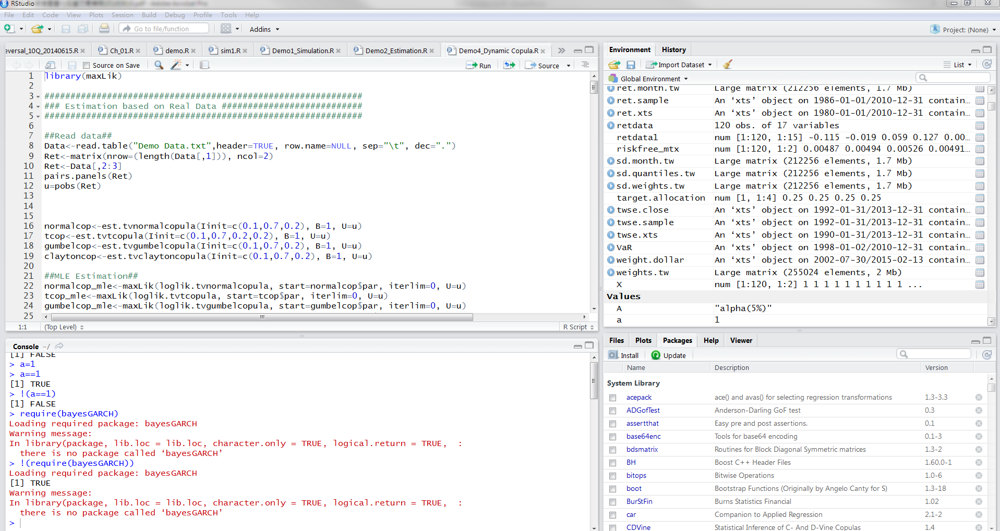 RStudio
File Edit Code View Plots Session Build Debug Profile Tools Help
Go to file/function Addins Project: (None)
eversal_10Q_20140615.R Ch_01.R demo.R sim1.R Demo1_Simulation.R Demo2_Estimation.R Demo4_Dynamic Copula.R
Source on Save Run Source
1 library(maxLik)
2
3 #############################################################
4 ### Estimation based on Real Data ###########################
5 #############################################################
6
7 ##Read data##
8 Data<-read.table("Demo Data.txt",header=TRUE, row.name=NULL, sep="\t", dec=".")
9 Ret<-matrix(nrow=(length(Data[,1])), ncol=2)
10 Ret<-Data[,2:3]
11 pairs.panels(Ret)
12 u=pobs(Ret)
13
14
15
16 normalcop<-est.tvnormalcopula(Iinit=c(0.1,0.7,0.2), B=1, U=u)
17 tcop<-est.tvtcopula(Iinit=c(0.1,0.7,0.2,0.2), B=1, U=u)
18 gumbelcop<-est.tvgumbelcopula(Iinit=c(0.1,0.7,0.2), B=1, U=u)
19 claytoncop<-est.tvclaytoncopula(Iinit=c(0.1,0.7,0.2), B=1, U=u)
20
21 ##MLE Estimation##
22 normalcop_mle<-maxLik(loglik.tvnormalcopula, start=normalcop$par, iterlim=0, U=u)
23 tcop_mle<-maxLik(loglik.tvtcopula, start=tcop$par, iterlim=0, U=u)
24 gumbelcop_mle<-maxLik(loglik.tvgumbelcopula, start=gumbelcop$par, iterlim=0, U=u)
25
1:1 (Top Level) R Script
Console ~/
[1] FALSE
> a=1
> a==1
[1] TRUE
> !(a==1)
[1] FALSE
> require(bayesGARCH)
Loading required package: bayesGARCH
Warning message:
In library(package, lib.loc = lib.loc, character.only = TRUE, logical.return = TRUE, :
there is no package called ‘bayesGARCH’
> !(require(bayesGARCH))
Loading required package: bayesGARCH
[1] TRUE
Warning message:
In library(package, lib.loc = lib.loc, character.only = TRUE, logical.return = TRUE, :
there is no package called ‘bayesGARCH’
>
Environment History
Import Dataset List
Global Environment
ret.month.tw Large matrix (212256 elements, 1.7 Mb)
ret.sample An ‘xts’ object on 1986-01-01/2010-12-31 contain…
ret.xts An ‘xts’ object on 1980-01-01/2010-12-31 contain…
retdata 120 obs. of 17 variables
retdata1 num [1:120, 1:15] -0.115 -0.019 0.059 0.127 0.00…
riskfree_mtx num [1:120, 1:2] 0.00487 0.00494 0.00526 0.00491…
sd.month.tw Large matrix (212256 elements, 1.7 Mb)
sd.quantiles.tw Large matrix (212256 elements, 1.7 Mb)
sd.weights.tw Large matrix (212256 elements, 1.7 Mb)
target.allocation num [1, 1:4] 0.25 0.25 0.25 0.25
twse.close An ‘xts’ object on 1992-01-31/2013-12-31 contain…
twse.sample An ‘xts’ object on 1992-01-31/2013-12-31 contain…
twse.xts An ‘xts’ object on 1990-01-31/2013-12-31 contain…
VaR An ‘xts’ object on 1998-01-02/2010-12-31 contain…
weight.dollar An ‘xts’ object on 2002-07-30/2015-02-13 contain…
weights.tw Large matrix (255024 elements, 2 Mb)
X num [1:120, 1:2] 1 1 1 1 1 1 1 1 1 1 ...
Values
A "alpha(5%)"
a 1
Files Plots Packages Help Viewer
Install Update
Name Description Version
System Library
acepack ace() and avas() for selecting regression transformations 1.3-3.3
ADGofTest Anderson-Darling GoF test 0.3
assertthat Easy pre and post assertions. 0.1
base64enc Tools for base64 encoding 0.1-3
bdsmatrix Routines for Block Diagonal Symmetric matrices 1.3-2
BH Boost C++ Header Files 1.60.0-1
bitops Bitwise Operations 1.0-6
boot Bootstrap Functions (Originally by Angelo Canty for S) 1.3-18
BurStFin Burns Statistics Financial 1.02
car Companion to Applied Regression 2.1-2
CDVine Statistical Inference of C- And D-Vine Copulas 1.4